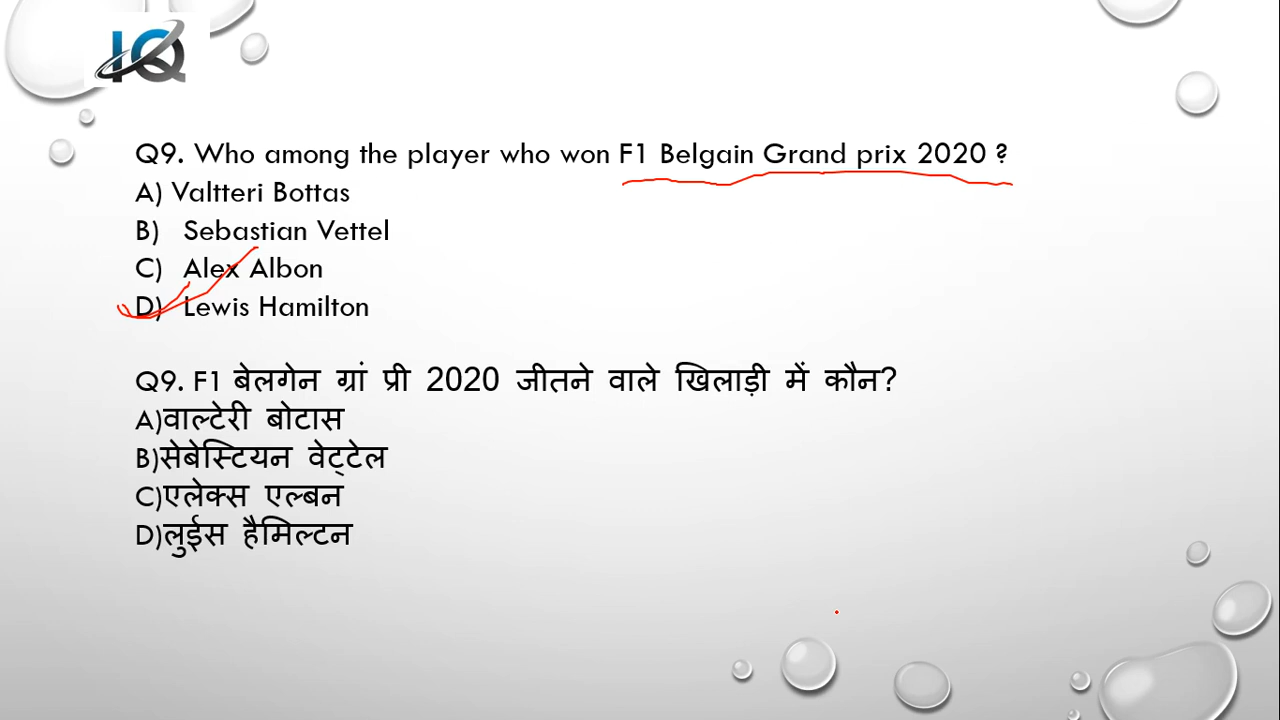 IQ
Q9. Who among the player who won F1 Belgain Grand prix 2020 ?
A) Valtteri Bottas
B) Sebastian Vettel
C) Alex Albon
D) Lewis Hamilton
Q9. F1 बेलगेन ग्रां प्री 2020 जीतने वाले खिलाड़ी में कौन?
A)वाल्टेरी बोटास
B)सेबेस्टियन वेट्टेल
C)एलेक्स एल्बन
D)लुईस हैमिल्टन